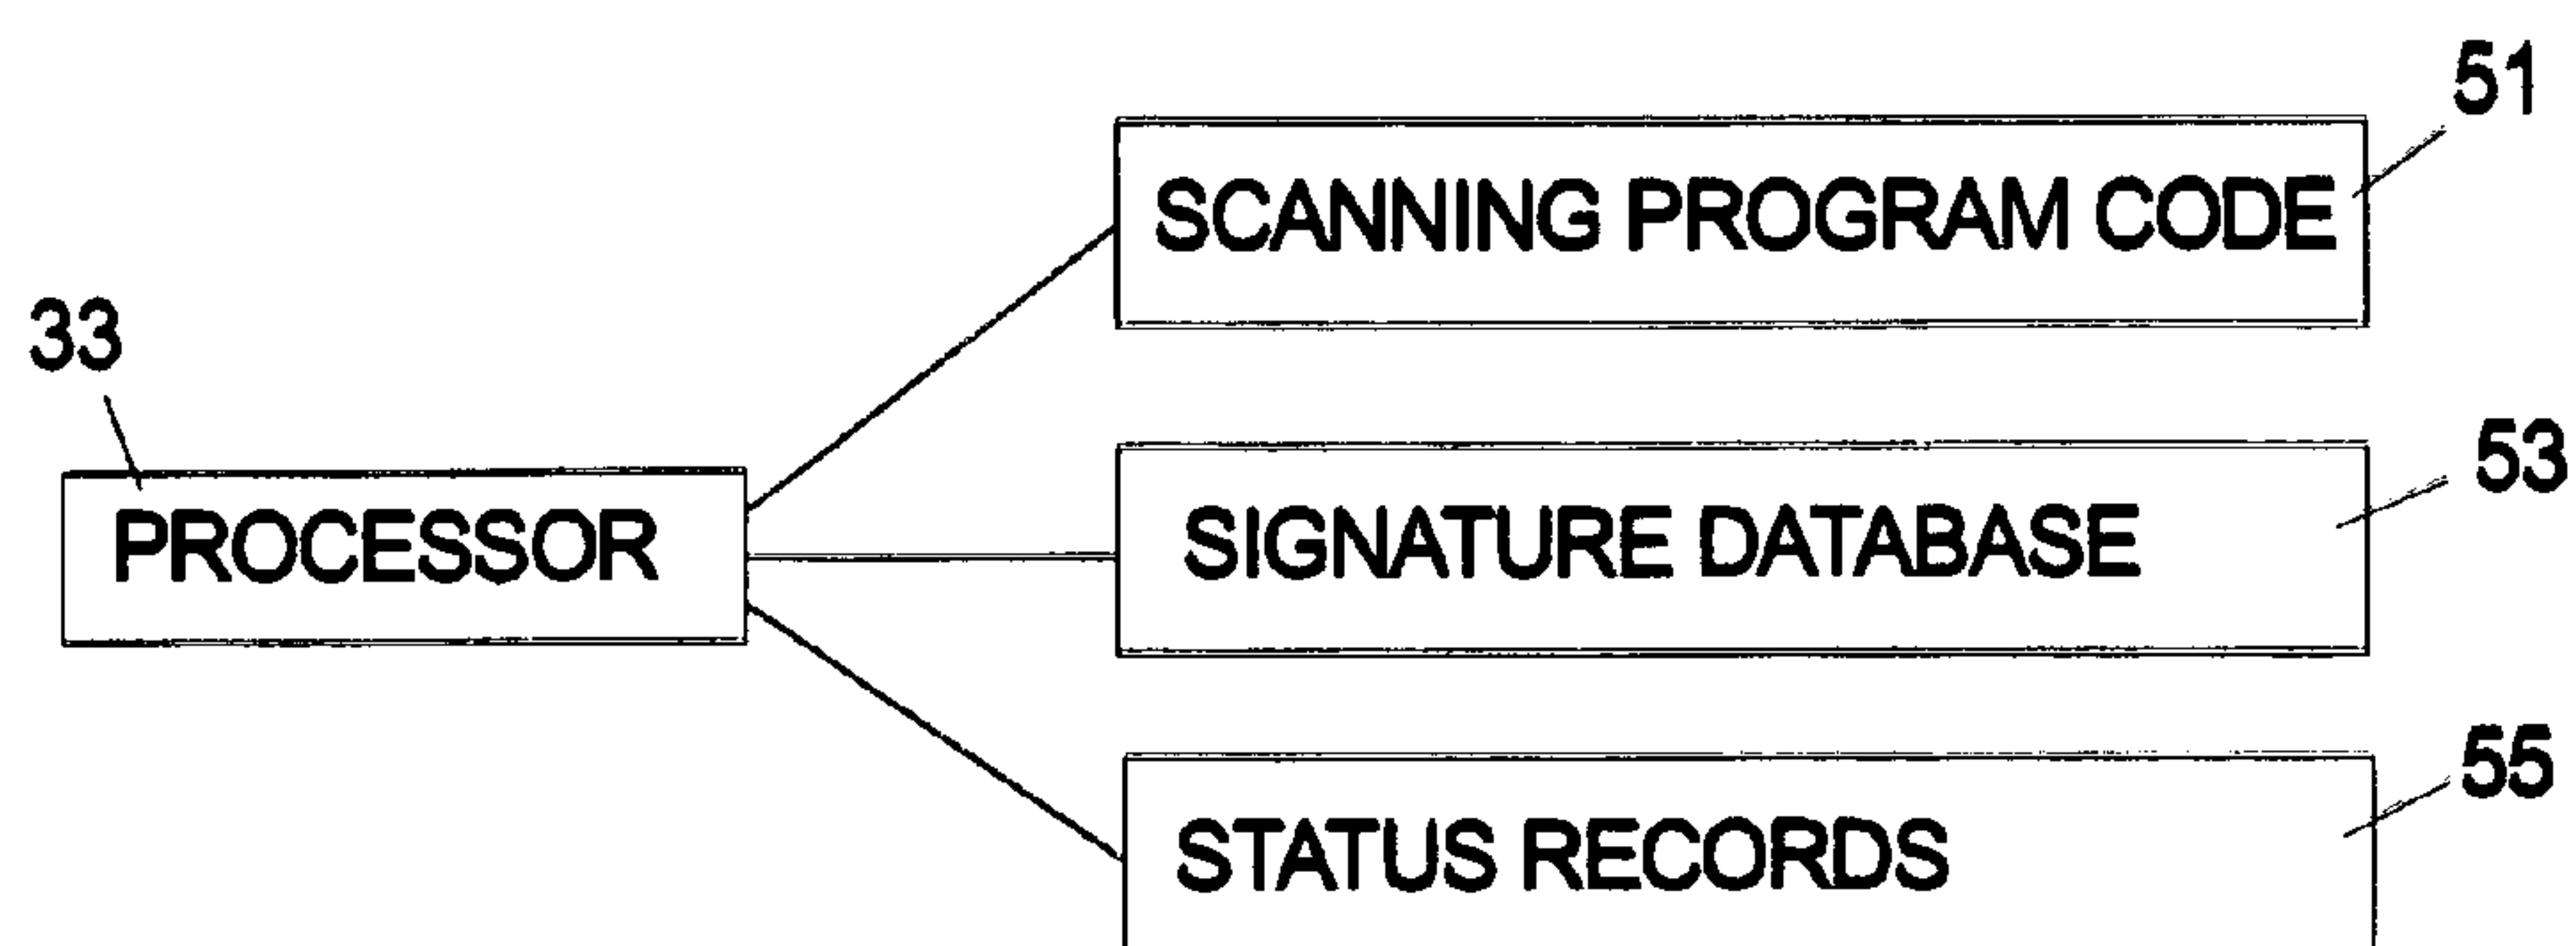 51
SCANNING PROGRAM CODE
33
PROCESSOR
53
SIGNATURE DATABASE
55
STATUS RECORDS